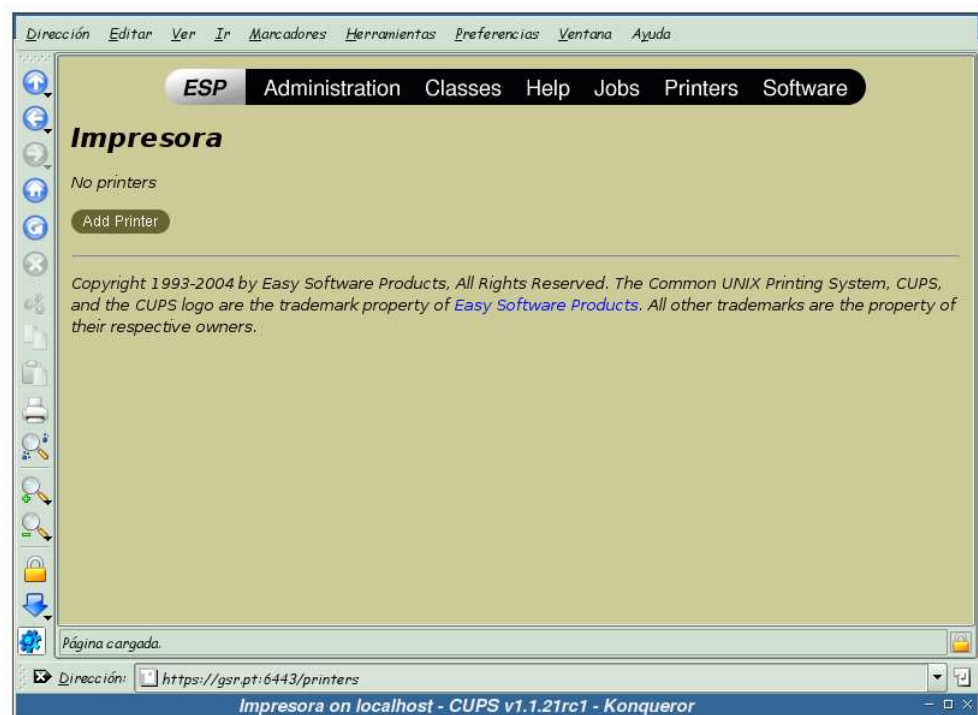 Dirección Editar Ver Ir Marcadores Herramientas Preferencias Ventana Ayuda
ESP Administration Classes Help Jobs Printers Software
Impresora
No printers
Add Printer
Copyright 1993-2004 by Easy Software Products, All Rights Reserved. The Common UNIX Printing System, CUPS,
and the CUPS logo are the trademark property of Easy Software Products. All other trademarks are the property of
their respective owners.
Página cargada.
Dirección: https://gsr.pt:6443/printers
Impresora on localhost - CUPS v1.1.21rc1 - Konqueror